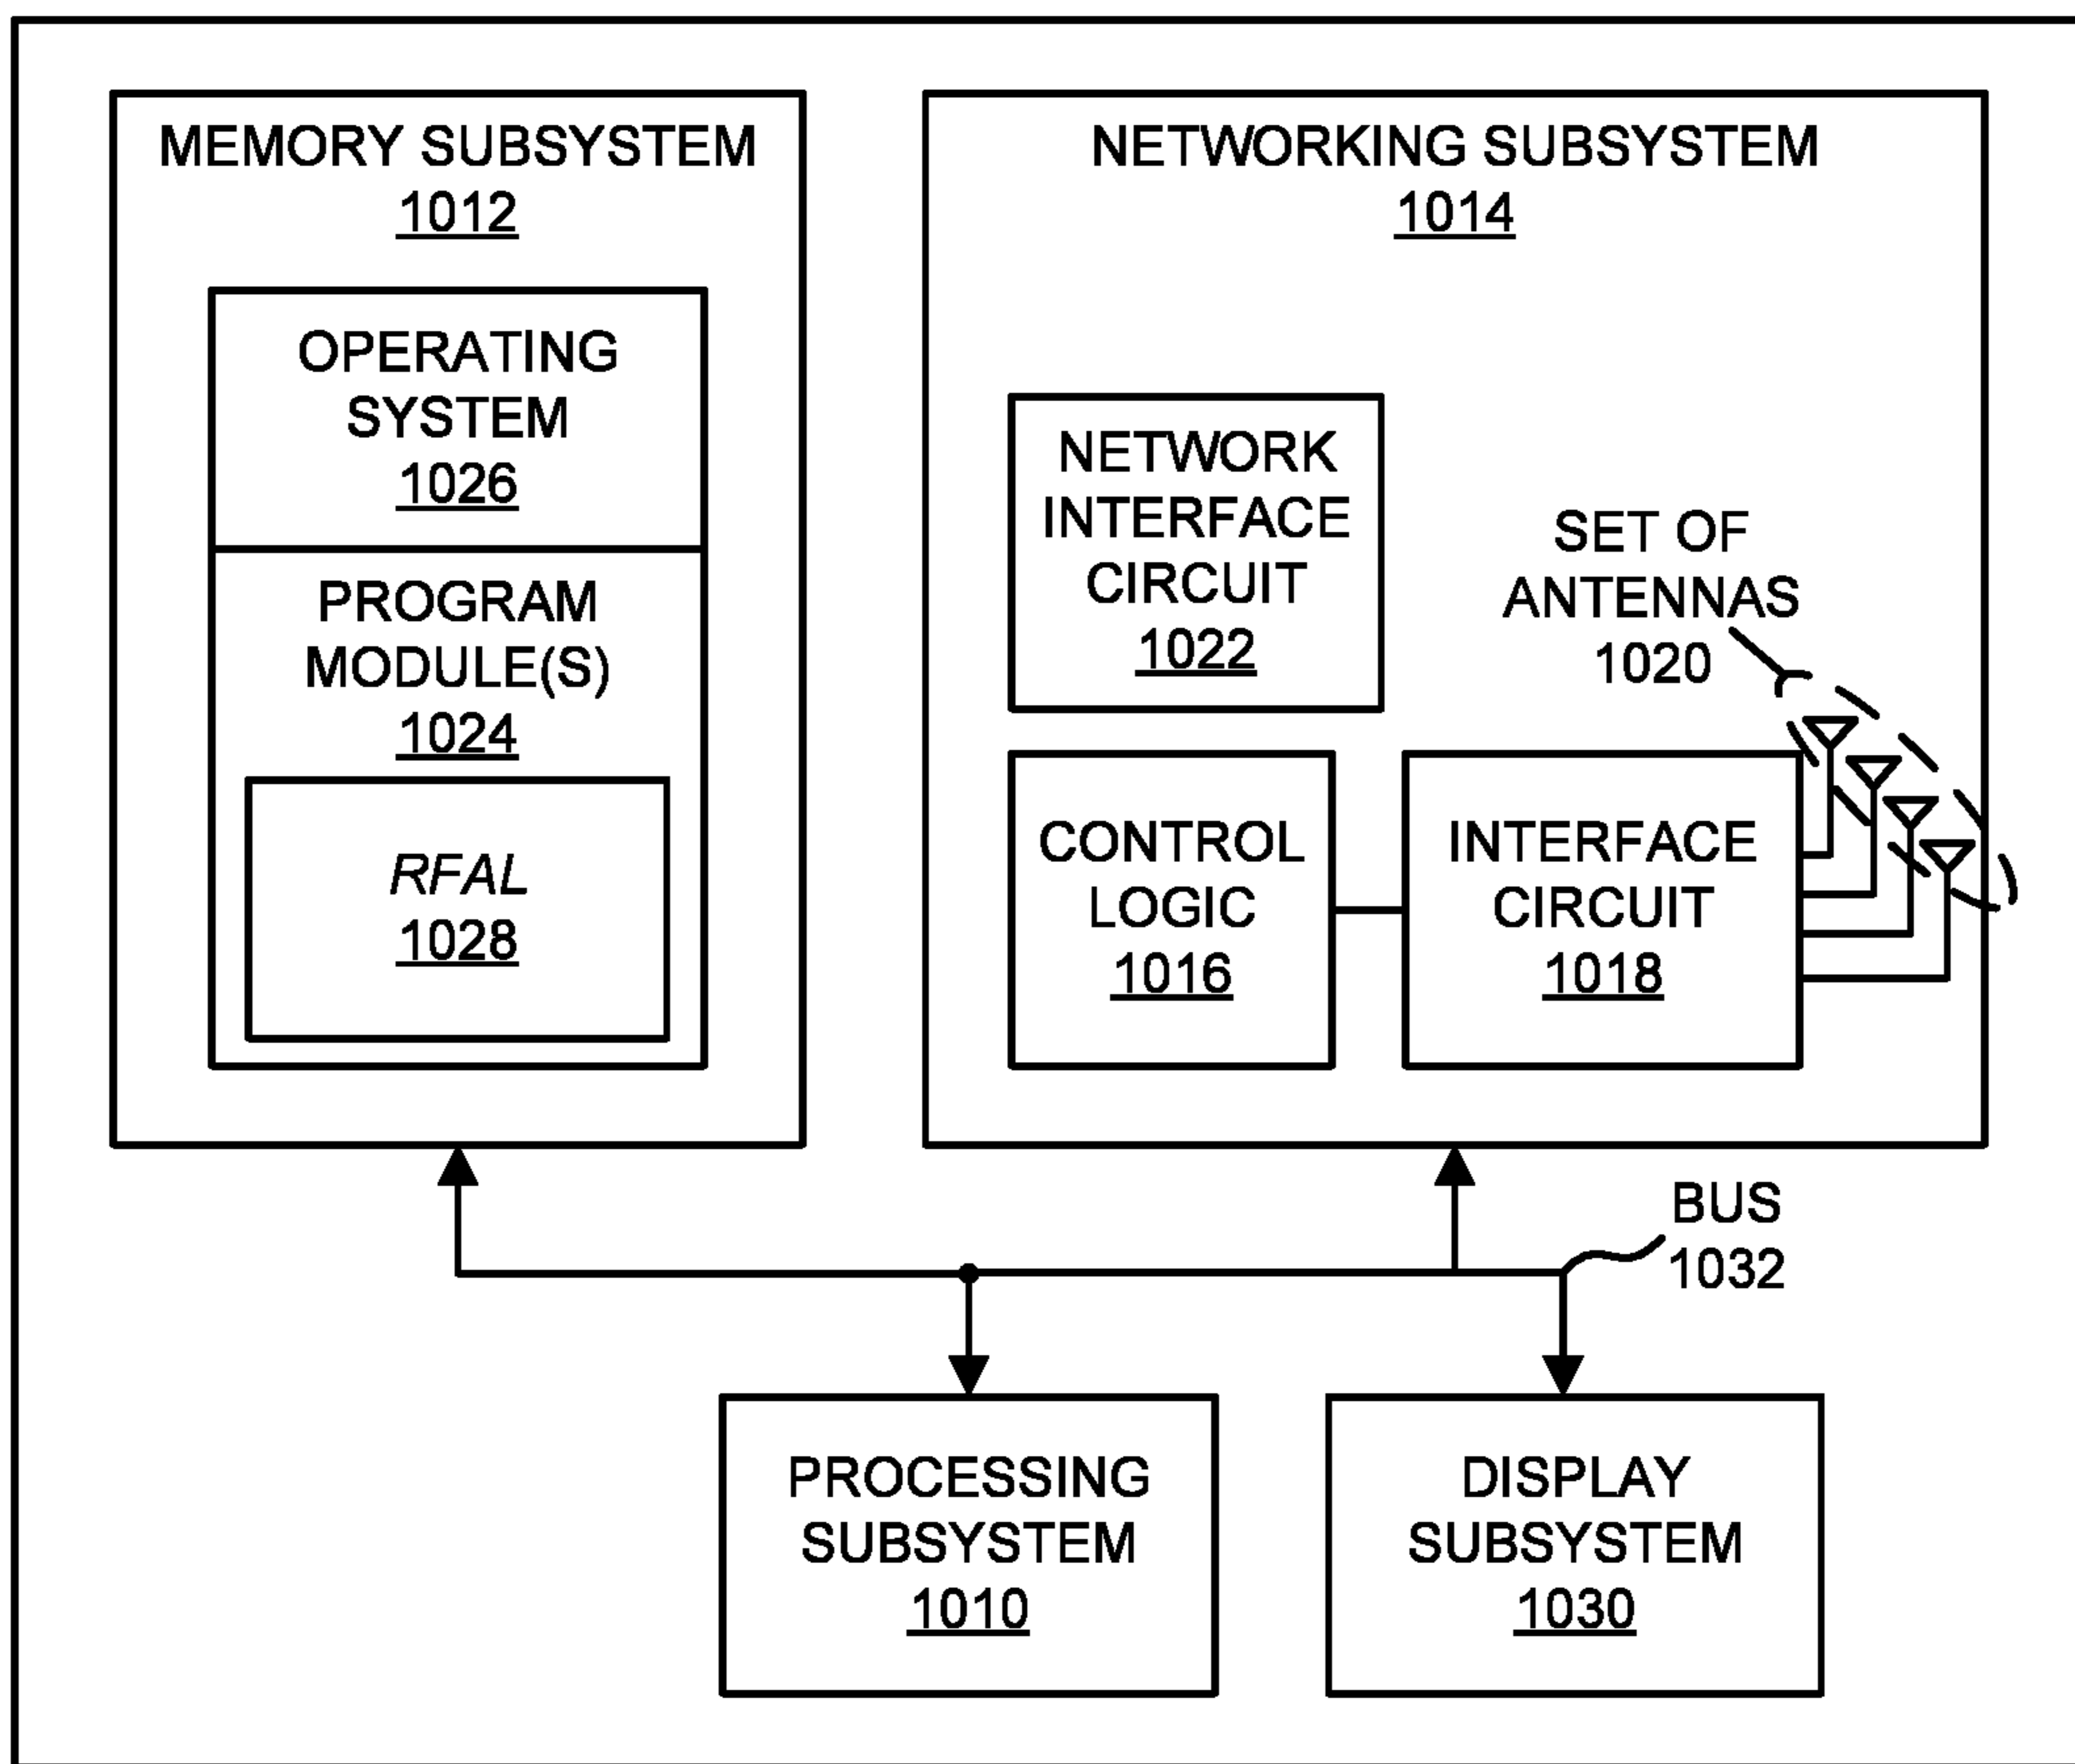 MEMORY SUBSYSTEM
1012
OPERATING
SYSTEM
1026
PROGRAM
MODULE(S)
1024
RFAL
1028
NETWORKING SUBSYSTEM
1014
NETWORK
INTERFACE
CIRCUIT
1022
SET OF
ANTENNAS
1020
CONTROL
LOGIC
1016
INTERFACE
CIRCUIT
1018
BUS
1032
PROCESSING
SUBSYSTEM
1010
DISPLAY
SUBSYSTEM
1030